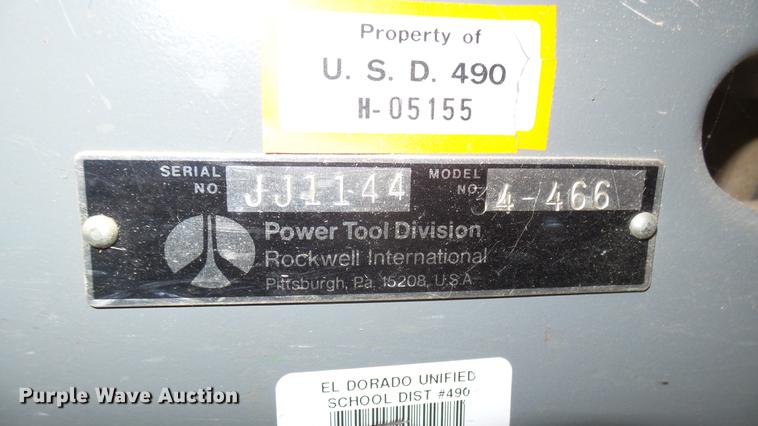 Property of
U. S. D. 490
H-05155
SERIAL NO. JJ1144 MODEL NO. 34-466
Power Tool Division
Rockwell International
Pittsburgh, Pa. 15208, U.S.A.
EL DORADO UNIFIED
SCHOOL DIST #490
Purple Wave Auction